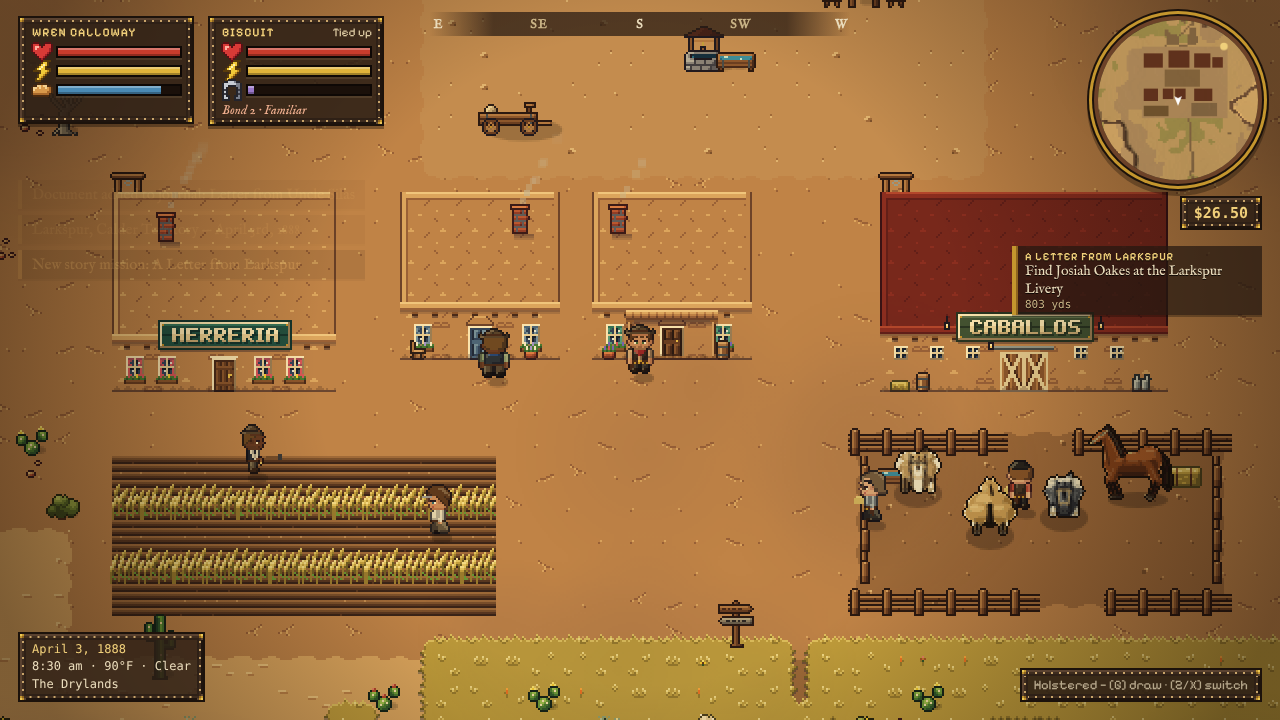 WREN CALLOWAY
BISCUIT Tied up
Bond 2 · Familiar
E SE S SW W
$26.50
A LETTER FROM LARKSPUR
Find Josiah Oakes at the Larkspur
Livery
803 yds
New story mission: A Letter from Larkspur
HERRERIA
CABALLOS
April 3, 1888
8:30 am · 90°F · Clear
The Drylands
Holstered - (G) draw · (Z/X) switch